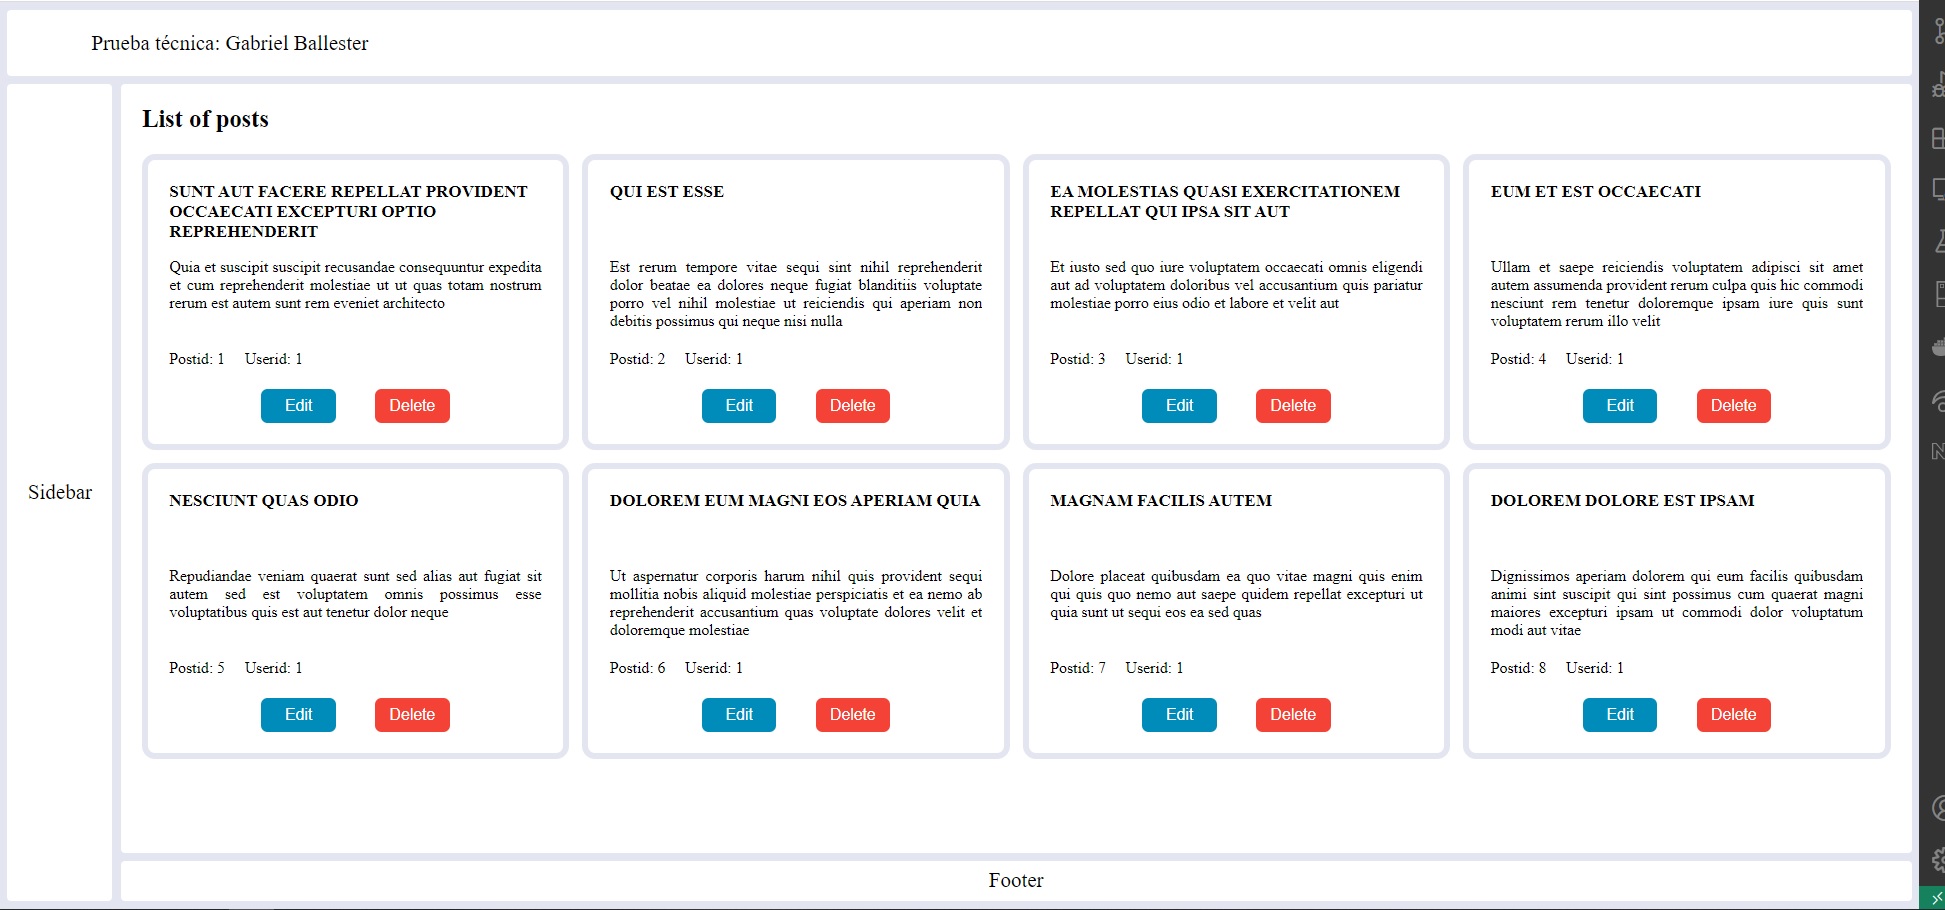 Prueba técnica: Gabriel Ballester
Sidebar
List of posts
SUNT AUT FACERE REPELLAT PROVIDENT
OCCAECATI EXCEPTURI OPTIO
REPREHENDERIT
Quia et suscipit suscipit recusandae consequuntur expedita
et cum reprehenderit molestiae ut ut quas totam nostrum
rerum est autem sunt rem eveniet architecto
Postid: 1 Userid: 1
Edit Delete
QUI EST ESSE
Est rerum tempore vitae sequi sint nihil reprehenderit
dolor beatae ea dolores neque fugiat blanditiis voluptate
porro vel nihil molestiae ut reiciendis qui aperiam non
debitis possimus qui neque nisi nulla
Postid: 2 Userid: 1
Edit Delete
EA MOLESTIAS QUASI EXERCITATIONEM
REPELLAT QUI IPSA SIT AUT
Et iusto sed quo iure voluptatem occaecati omnis eligendi
aut ad voluptatem doloribus vel accusantium quis pariatur
molestiae porro eius odio et labore et velit aut
Postid: 3 Userid: 1
Edit Delete
EUM ET EST OCCAECATI
Ullam et saepe reiciendis voluptatem adipisci sit amet
autem assumenda provident rerum culpa quis hic commodi
nesciunt rem tenetur doloremque ipsam iure quis sunt
voluptatem rerum illo velit
Postid: 4 Userid: 1
Edit Delete
NESCIUNT QUAS ODIO
Repudiandae veniam quaerat sunt sed alias aut fugiat sit
autem sed est voluptatem omnis possimus esse
voluptatibus quis est aut tenetur dolor neque
Postid: 5 Userid: 1
Edit Delete
DOLOREM EUM MAGNI EOS APERIAM QUIA
Ut aspernatur corporis harum nihil quis provident sequi
mollitia nobis aliquid molestiae perspiciatis et ea nemo ab
reprehenderit accusantium quas voluptate dolores velit et
doloremque molestiae
Postid: 6 Userid: 1
Edit Delete
MAGNAM FACILIS AUTEM
Dolore placeat quibusdam ea quo vitae magni quis enim
qui quis quo nemo aut saepe quidem repellat excepturi ut
quia sunt ut sequi eos ea sed quas
Postid: 7 Userid: 1
Edit Delete
DOLOREM DOLORE EST IPSAM
Dignissimos aperiam dolorem qui eum facilis quibusdam
animi sint suscipit qui sint possimus cum quaerat magni
maiores excepturi ipsam ut commodi dolor voluptatum
modi aut vitae
Postid: 8 Userid: 1
Edit Delete
Footer